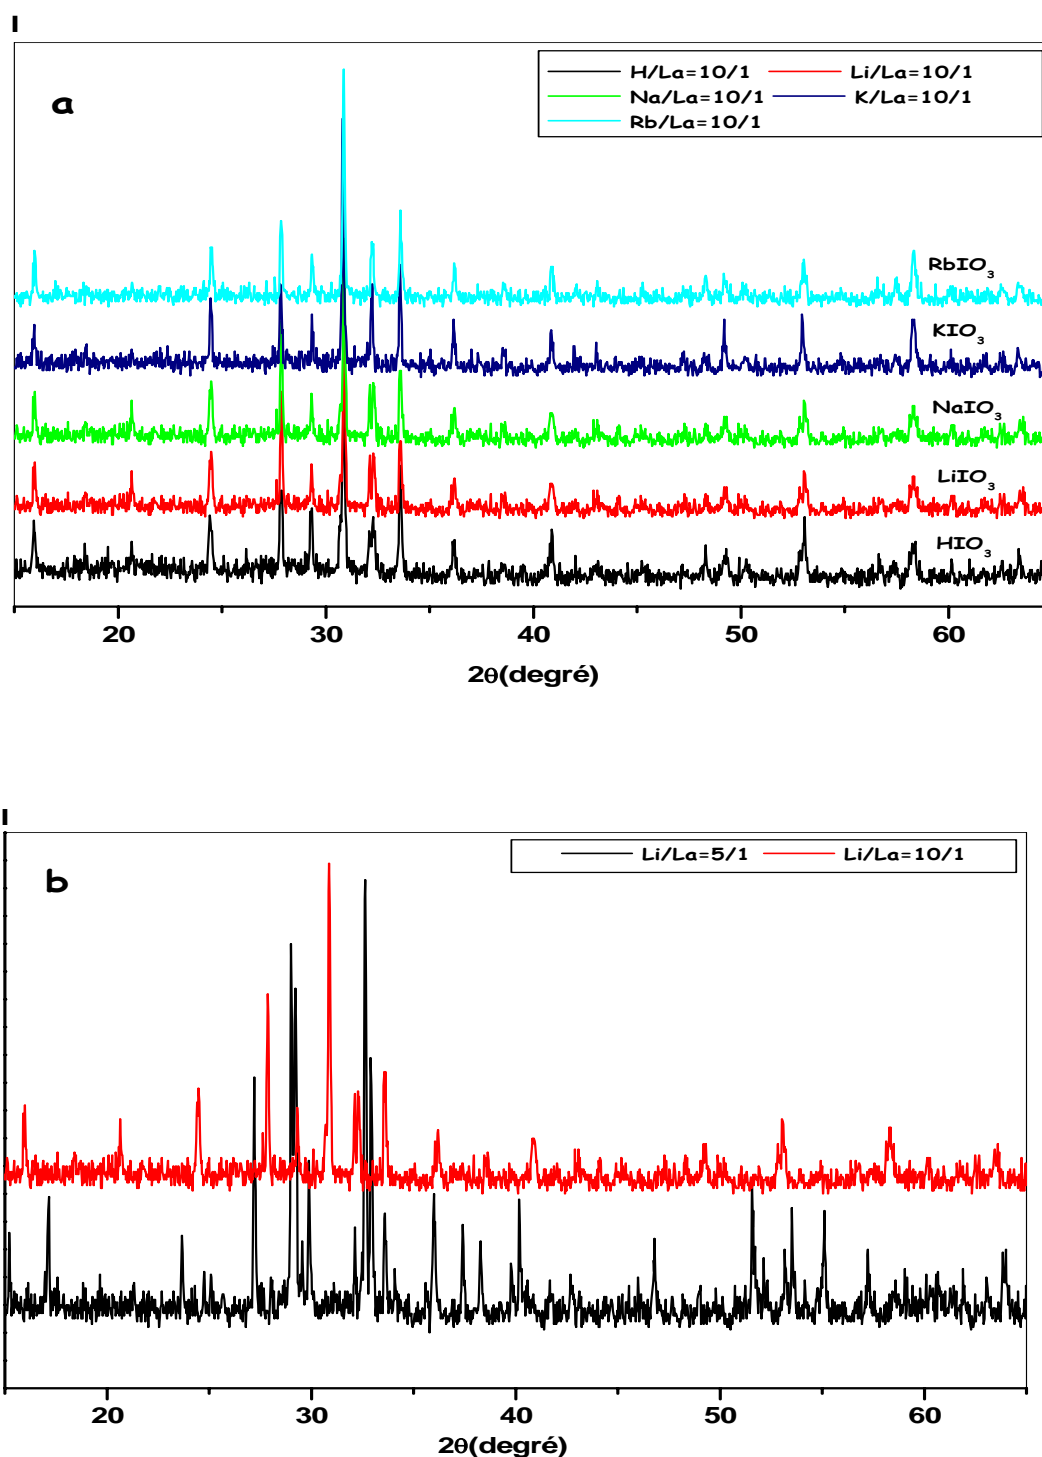 I
a
H/La=10/1 Li/La=10/1
Na/La=10/1 K/La=10/1
Rb/La=10/1
RbIO₃
KIO₃
NaIO₃
LiIO₃
HIO₃
20 30 40 50 60
2θ(degré)
I
b
Li/La=5/1 Li/La=10/1
20 30 40 50 60
2θ(degré)